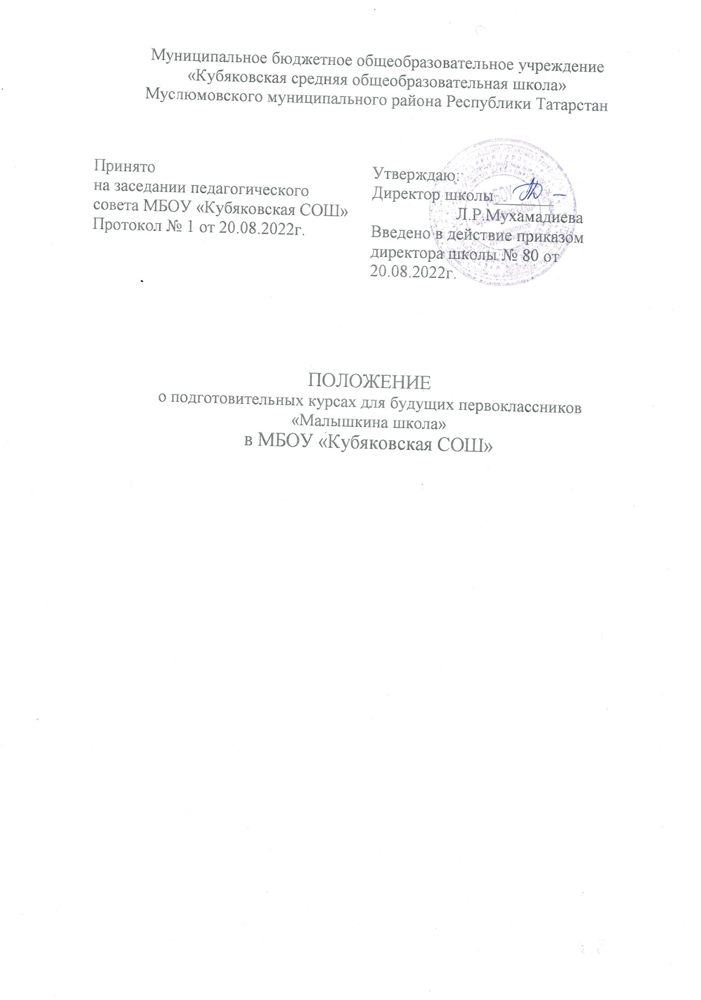 Муниципальное бюджетное общеобразовательное учреждение
«Кубяковская средняя общеобразовательная школа»
Муслюмовского муниципального района Республики Татарстан
Принято
на заседании педагогического
совета МБОУ «Кубяковская СОШ»
Протокол № 1 от 20.08.2022г.
Утверждаю:
Директор школы_______
Л.Р.Мухамадиева
Введено в действие приказом
директора школы № 80 от
20.08.2022г.
МБОУ
ПОЛОЖЕНИЕ
о подготовительных курсах для будущих первоклассников
«Малышкина школа»
в МБОУ «Кубяковская СОШ»